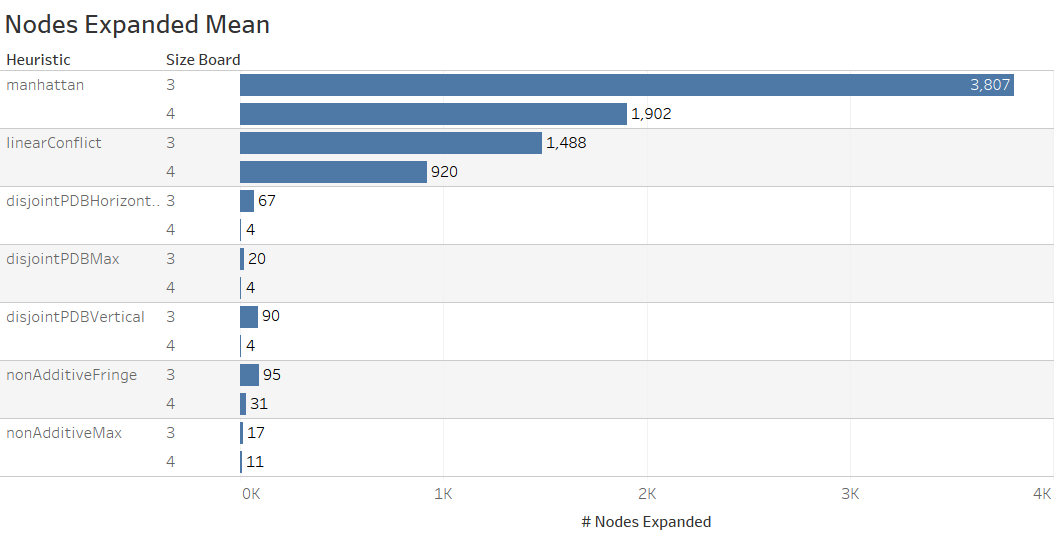 Nodes Expanded Mean
Heuristic Size Board
manhattan 3 3,807
4 1,902
linearConflict 3 1,488
4 920
disjointPDBHorizont.. 3 67
4 4
disjointPDBMax 3 20
4 4
disjointPDBVertical 3 90
4 4
nonAdditiveFringe 3 95
4 31
nonAdditiveMax 3 17
4 11
0K 1K 2K 3K 4K
# Nodes Expanded